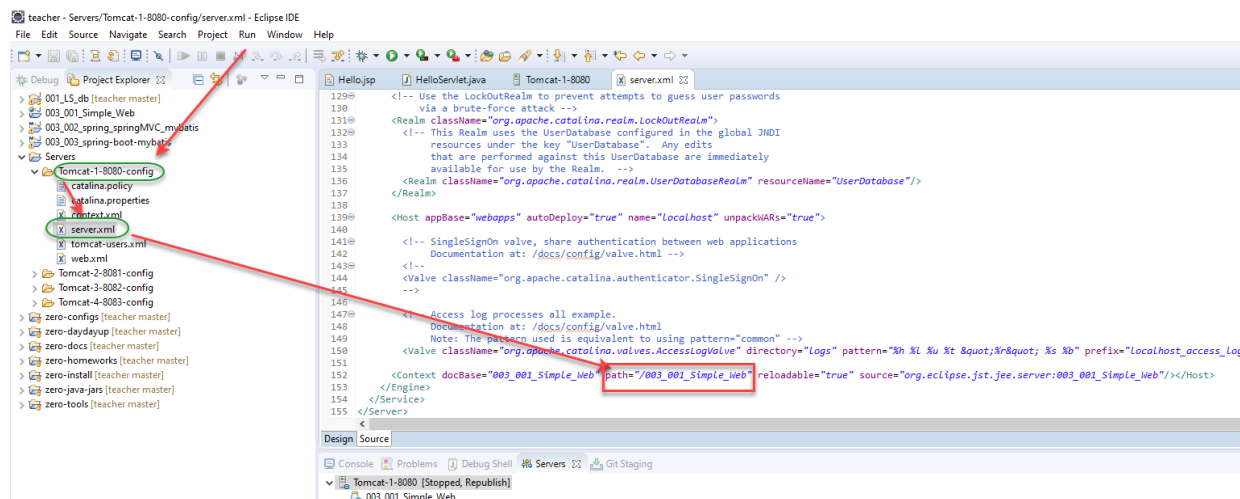 teacher - Servers/Tomcat-1-8080-config/server.xml - Eclipse IDE
File Edit Source Navigate Search Project Run Window Help
Debug Project Explorer
001_LS_db [teacher master]
003_001_Simple_Web
003_002_spring_springMVC_mybatis
003_003_spring-boot-mybatis
Servers
Tomcat-1-8080-config
catalina.policy
catalina.properties
context.xml
server.xml
tomcat-users.xml
web.xml
Tomcat-2-8081-config
Tomcat-3-8082-config
Tomcat-4-8083-config
zero-configs [teacher master]
zero-daydayup [teacher master]
zero-docs [teacher master]
zero-homeworks [teacher master]
zero-install [teacher master]
zero-java-jars [teacher master]
zero-tools [teacher master]
Hello.jsp HelloServlet.java Tomcat-1-8080 server.xml
129 <!-- Use the LockOutRealm to prevent attempts to guess user passwords
130 via a brute-force attack -->
131 <Realm className="org.apache.catalina.realm.LockOutRealm">
132 <!-- This Realm uses the UserDatabase configured in the global JNDI
133 resources under the key "UserDatabase". Any edits
134 that are performed against this UserDatabase are immediately
135 available for use by the Realm. -->
136 <Realm className="org.apache.catalina.realm.UserDatabaseRealm" resourceName="UserDatabase"/>
137 </Realm>
138
139 <Host appBase="webapps" autoDeploy="true" name="localhost" unpackWARs="true">
140
141 <!-- SingleSignOn valve, share authentication between web applications
142 Documentation at: /docs/config/valve.html -->
143 <!--
144 <Valve className="org.apache.catalina.authenticator.SingleSignOn" />
145 -->
146
147 <!-- Access log processes all example.
148 Documentation at: /docs/config/valve.html
149 Note: The pattern used is equivalent to using pattern="common" -->
150 <Valve className="org.apache.catalina.valves.AccessLogValve" directory="logs" pattern="%h %l %u %t &quot;%r&quot; %s %b" prefix="localhost_access_log
151
152 <Context docBase="003_001_Simple_Web" path="/003_001_Simple_Web" reloadable="true" source="org.eclipse.jst.jee.server:003_001_Simple_Web"/></Host>
153 </Engine>
154 </Service>
155 </Server>
Design Source
Console Problems Debug Shell Servers Git Staging
Tomcat-1-8080 [Stopped, Republish]
003_001_Simple_Web